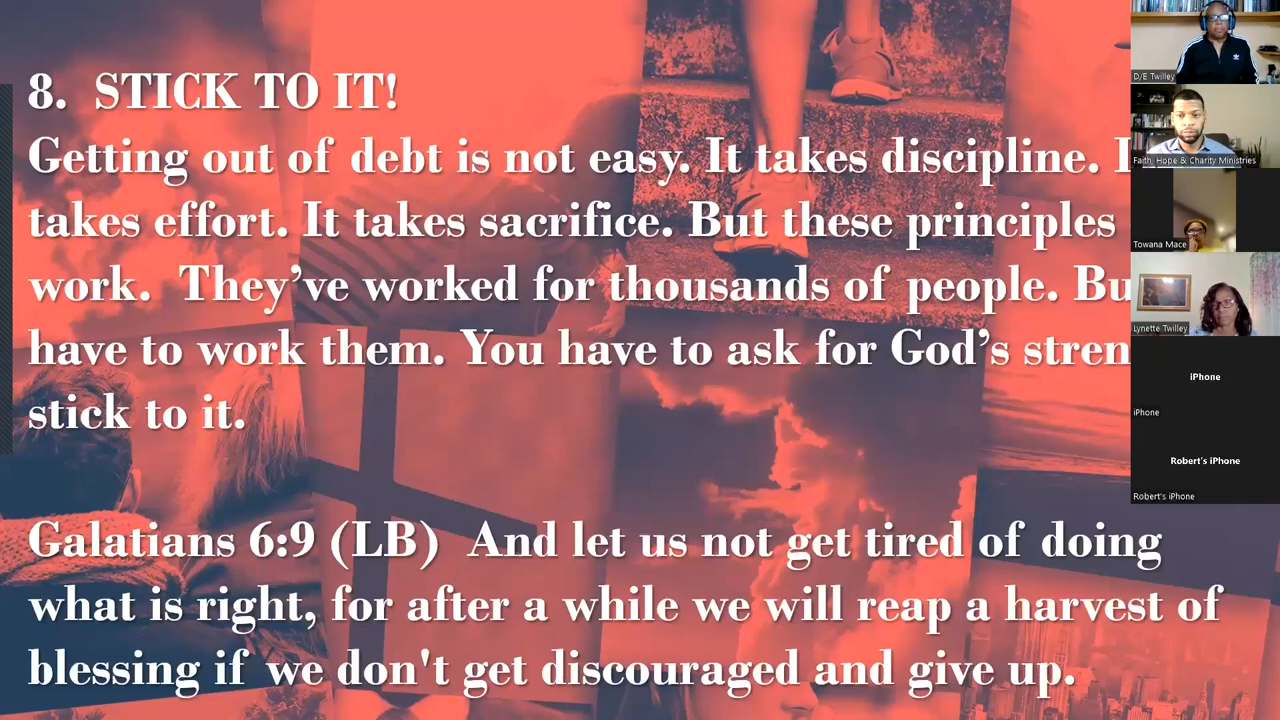 8. STICK TO IT!
Getting out of debt is not easy. It takes discipline.
takes effort. It takes sacrifice. But these principles
work. They've worked for thousands of people.
have to work them. You have to ask for God's
stick to it.
Galatians 6:9 (LB) And let us not get tired of doing
what is right, for after a while we will reap a harvest of
blessing if we don't get discouraged and give up.
D/E Twilley
Faith, Hope & Charity Ministries
Towana Mace
Lynette Twilley
iPhone
iPhone
Robert's iPhone
Robert's iPhone